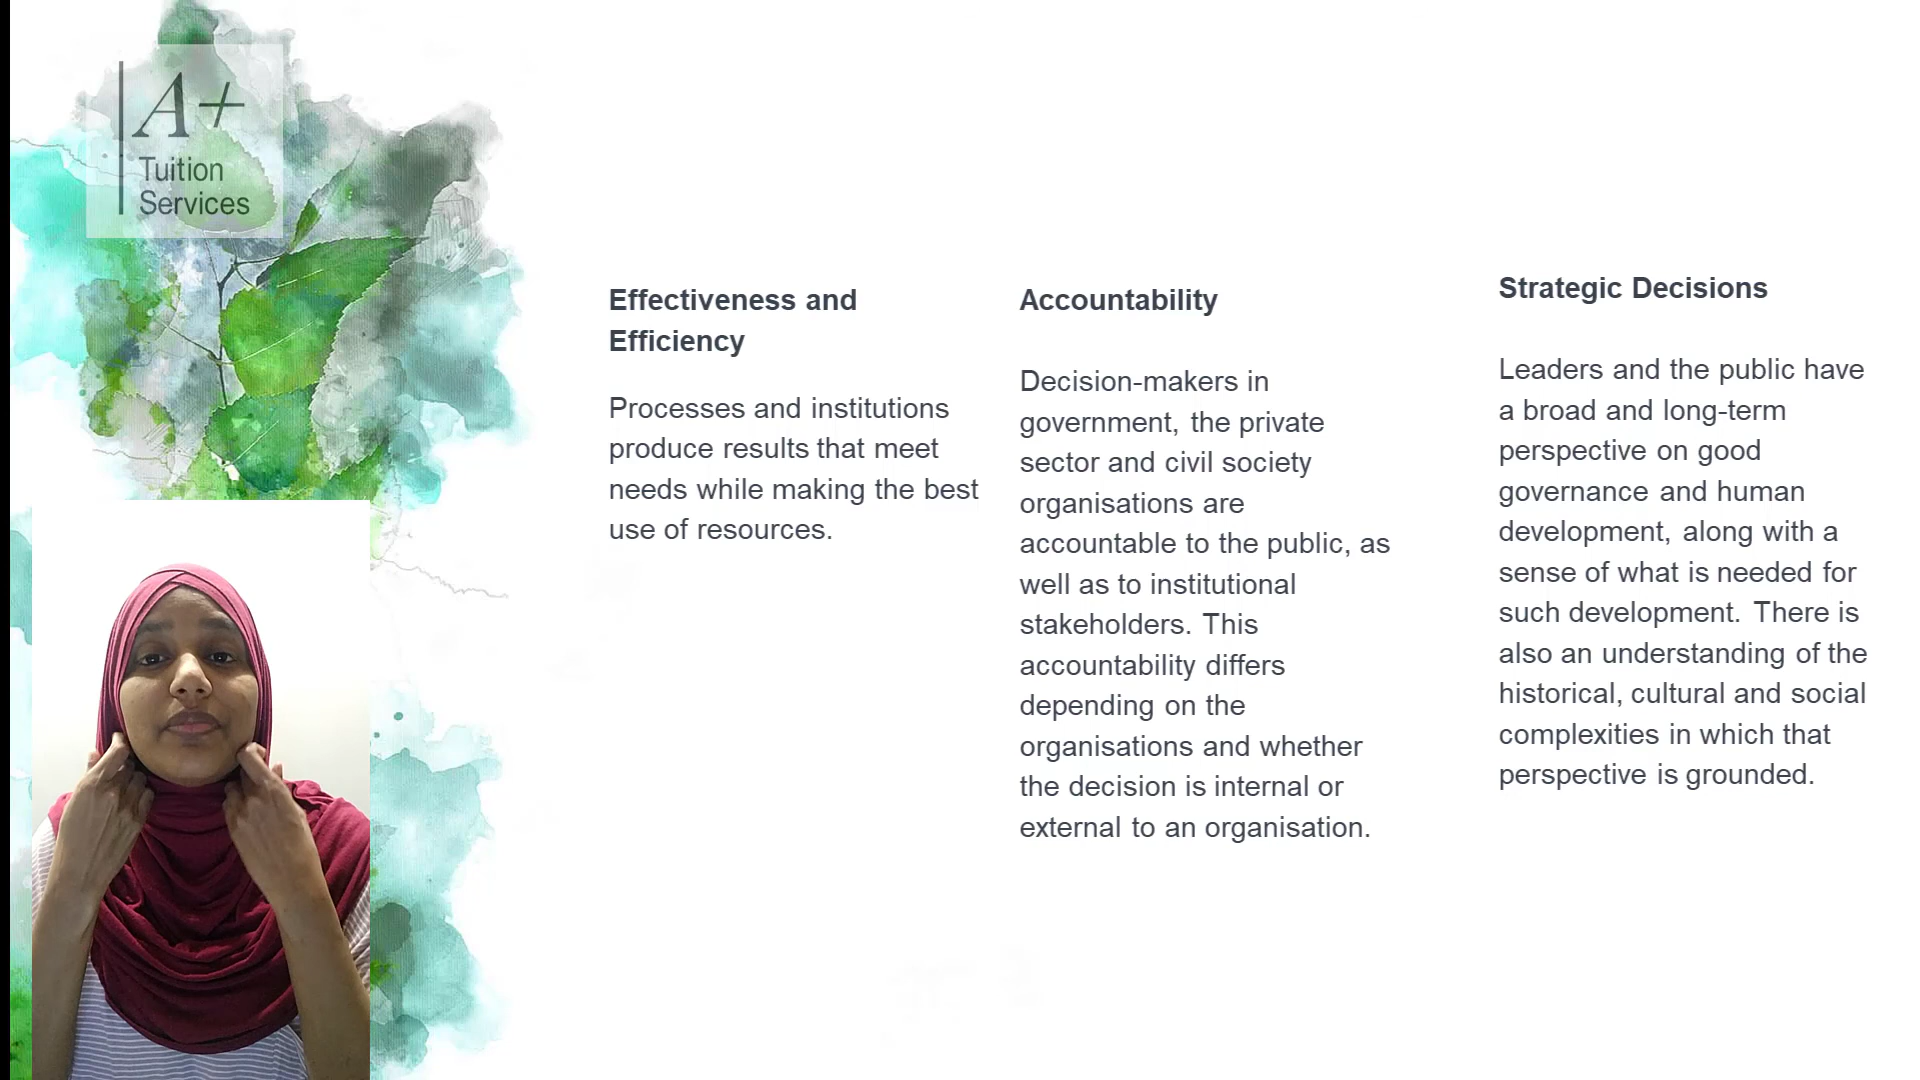 A+
Tuition
Services
Effectiveness and
Efficiency
Processes and institutions
produce results that meet
needs while making the best
use of resources.
Accountability
Decision-makers in
government, the private
sector and civil society
organisations are
accountable to the public, as
well as to institutional
stakeholders. This
accountability differs
depending on the
organisations and whether
the decision is internal or
external to an organisation.
Strategic Decisions
Leaders and the public have
a broad and long-term
perspective on good
governance and human
development, along with a
sense of what is needed for
such development. There is
also an understanding of the
historical, cultural and social
complexities in which that
perspective is grounded.